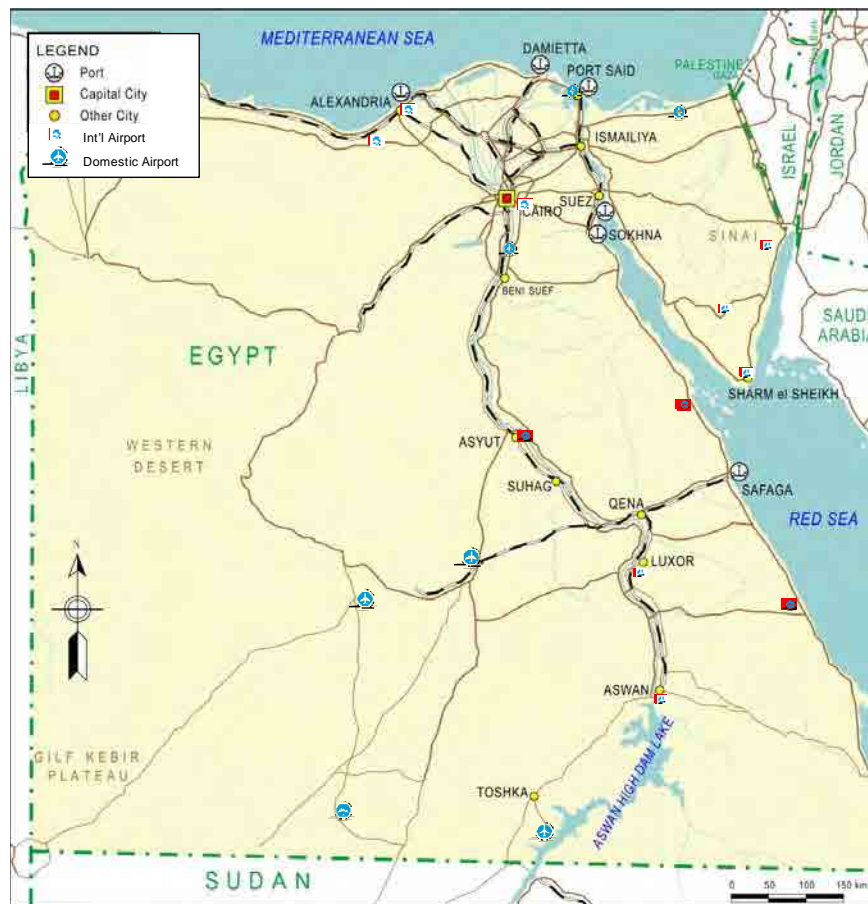 MEDITERRANEAN SEA
LEGEND
Port
Capital City
Other City
Int'l Airport
Domestic Airport
DAMIETTA
PORT SAID
PALESTINE
GAZA
ALEXANDRIA
ISMAILIYA
ISRAEL
JORDAN
SUEZ
CAIRO
SOKHNA
SINAI
BENI SUEF
SAUDI
ARABIA
LIBYA
EGYPT
SHARM el SHEIKH
WESTERN
DESERT
ASYUT
SUHAG
SAFAGA
QENA
RED SEA
N
LUXOR
ASWAN
GILF KEBIR
PLATEAU
TOSHKA
ASWAN HIGH DAM LAKE
SUDAN
0 50 100 150 km